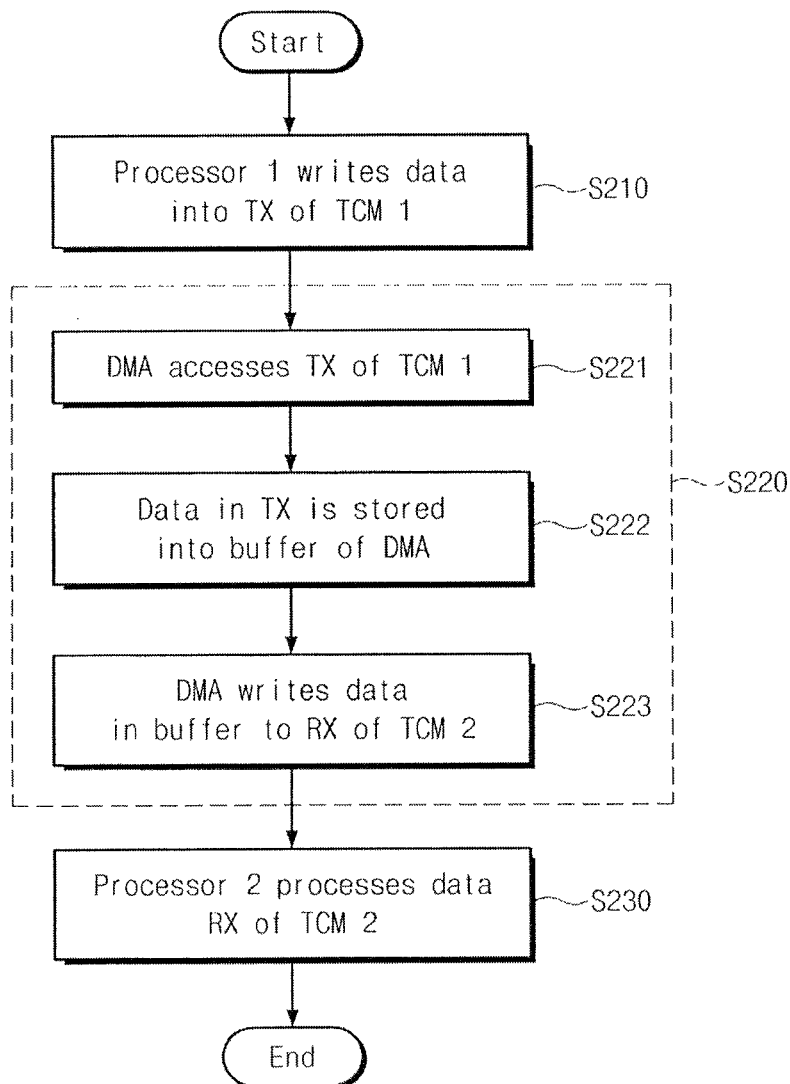 Start
Processor 1 writes data
into TX of TCM 1
S210
DMA accesses TX of TCM 1
S221
Data in TX is stored
into buffer of DMA
S222
S220
DMA writes data
in buffer to RX of TCM 2
S223
Processor 2 processes data
RX of TCM 2
S230
End